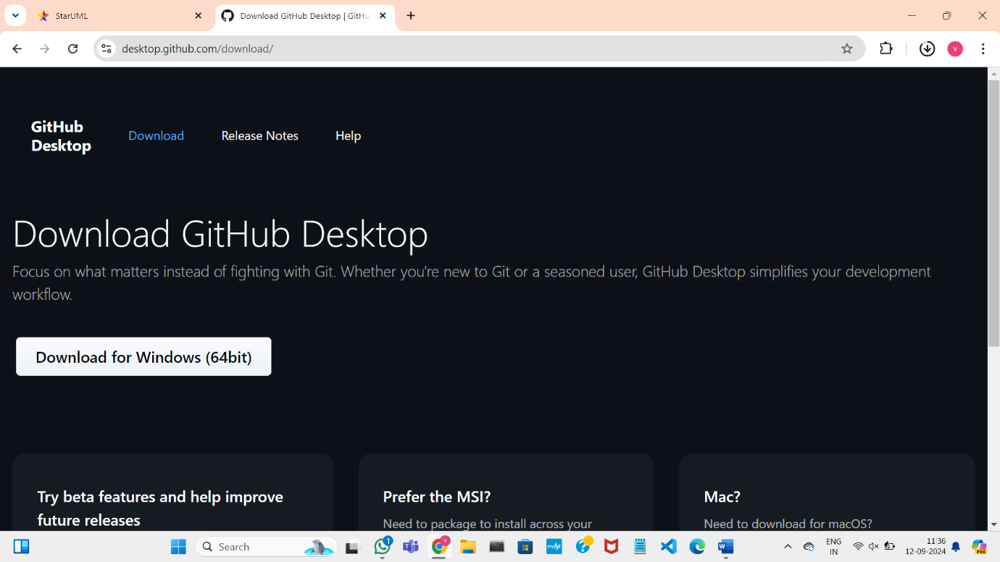 StarUML
Download GitHub Desktop | GitHu
desktop.github.com/download/
V
GitHub
Desktop
Download
Release Notes
Help
Download GitHub Desktop
Focus on what matters instead of fighting with Git. Whether you're new to Git or a seasoned user, GitHub Desktop simplifies your development
workflow.
Download for Windows (64bit)
Try beta features and help improve
future releases
Prefer the MSI?
Need to package to install across your
Mac?
Need to download for macOS?
Search
1
V
myhp
ENG
IN
11:36
12-09-2024
PRE